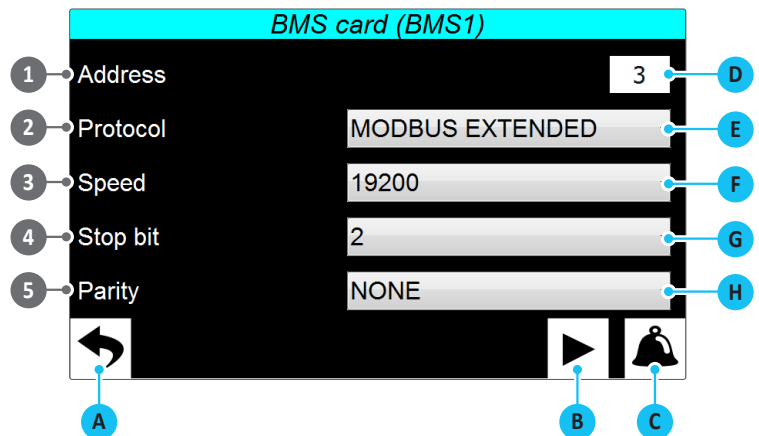 BMS card (BMS1)
1 Address 3 D
2 Protocol MODBUS EXTENDED E
3 Speed 19200 F
4 Stop bit 2 G
5 Parity NONE H
A B C